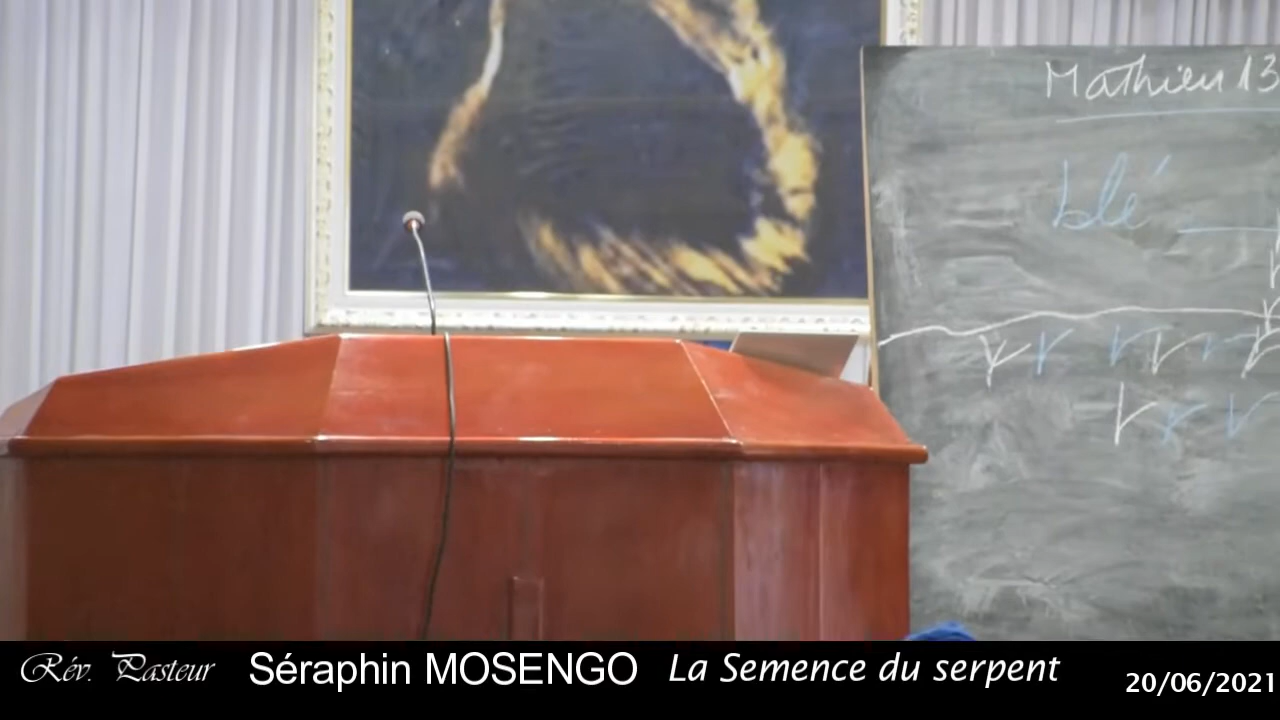 Mathieu 13
blé
Rév. Pasteur Séraphin MOSENGO La Semence du serpent 20/06/2021